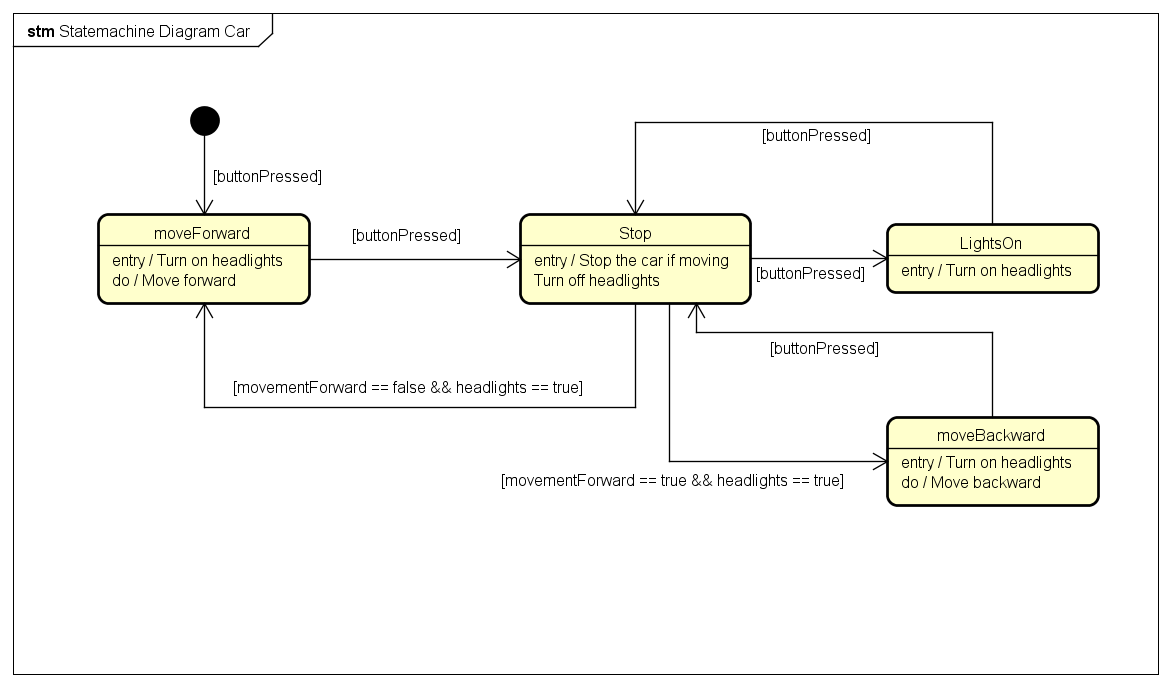 stm Statemachine Diagram Car
[buttonPressed]
[buttonPressed]
moveForward
entry / Turn on headlights
do / Move forward
[buttonPressed]
Stop
entry / Stop the car if moving
Turn off headlights
[buttonPressed]
LightsOn
entry / Turn on headlights
[buttonPressed]
[movementForward == false && headlights == true]
moveBackward
entry / Turn on headlights
do / Move backward
[movementForward == true && headlights == true]